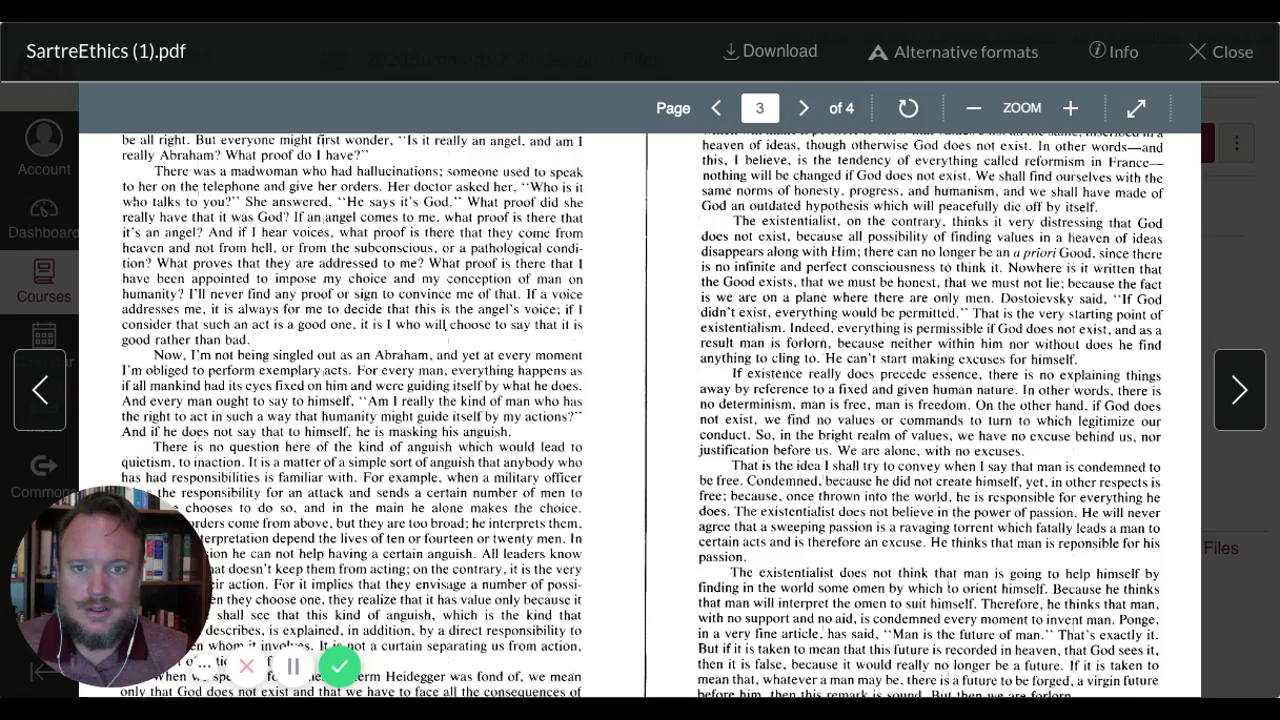 SartreEthics (1).pdf
Download
Alternative formats
Info
Close
Page
3
of 4
ZOOM
Account
Dashboard
Courses
Calendar
Commons
Files
be all right. But everyone might first wonder, "Is it really an angel, and am I
really Abraham? What proof do I have?"
There was a madwoman who had hallucinations; someone used to speak
to her on the telephone and give her orders. Her doctor asked her, "Who is it
who talks to you?" She answered, "He says it's God." What proof did she
really have that it was God? If an angel comes to me, what proof is there that
it's an angel? And if I hear voices, what proof is there that they come from
heaven and not from hell, or from the subconscious, or a pathological condi-
tion? What proves that they are addressed to me? What proof is there that I
have been appointed to impose my choice and my conception of man on
humanity? I'll never find any proof or sign to convince me of that. If a voice
addresses me, it is always for me to decide that this is the angel's voice; if I
consider that such an act is a good one, it is I who will choose to say that it is
good rather than bad.
Now, I'm not being singled out as an Abraham, and yet at every moment
I'm obliged to perform exemplary acts. For every man, everything happens as
if all mankind had its eyes fixed on him and were guiding itself by what he does.
And every man ought to say to himself, "Am I really the kind of man who has
the right to act in such a way that humanity might guide itself by my actions?"
And if he does not say that to himself, he is masking his anguish.
There is no question here of the kind of anguish which would lead to
quietism, to inaction. It is a matter of a simple sort of anguish that anybody who
has had responsibilities is familiar with. For example, when a military officer
the responsibility for an attack and sends a certain number of men to
chooses to do so, and in the main he alone makes the choice.
orders come from above, but they are too broad; he interprets them,
terpretation depend the lives of ten or fourteen or twenty men. In
sion he can not help having a certain anguish. All leaders know
hat doesn't keep them from acting; on the contrary, it is the very
eir action. For it implies that they envisage a number of possi-
en they choose one, they realize that it has value only because it
shall see that this kind of anguish, which is the kind that
describes, is explained, in addition, by a direct responsibility to
en whom it involves. It is not a curtain separating us from action,
When we
erm Heidegger was fond of, we mean
only that God does not exist and that we have to face all the consequences of
heaven of ideas, though otherwise God does not exist. In other words—and
this, I believe, is the tendency of everything called reformism in France—
nothing will be changed if God does not exist. We shall find ourselves with the
same norms of honesty, progress, and humanism, and we shall have made of
God an outdated hypothesis which will peacefully die off by itself.
The existentialist, on the contrary, thinks it very distressing that God
does not exist, because all possibility of finding values in a heaven of ideas
disappears along with Him; there can no longer be an a priori Good, since there
is no infinite and perfect consciousness to think it. Nowhere is it written that
the Good exists, that we must be honest, that we must not lie; because the fact
is we are on a plane where there are only men. Dostoievsky said, "If God
didn't exist, everything would be permitted." That is the very starting point of
existentialism. Indeed, everything is permissible if God does not exist, and as a
result man is forlorn, because neither within him nor without does he find
anything to cling to. He can't start making excuses for himself.
If existence really does precede essence, there is no explaining things
away by reference to a fixed and given human nature. In other words, there is
no determinism, man is free, man is freedom. On the other hand, if God does
not exist, we find no values or commands to turn to which legitimize our
conduct. So, in the bright realm of values, we have no excuse behind us, nor
justification before us. We are alone, with no excuses.
That is the idea I shall try to convey when I say that man is condemned to
be free. Condemned, because he did not create himself, yet, in other respects is
free; because, once thrown into the world, he is responsible for everything he
does. The existentialist does not believe in the power of passion. He will never
agree that a sweeping passion is a ravaging torrent which fatally leads a man to
certain acts and is therefore an excuse. He thinks that man is reponsible for his
passion.
The existentialist does not think that man is going to help himself by
finding in the world some omen by which to orient himself. Because he thinks
that man will interpret the omen to suit himself. Therefore, he thinks that man,
with no support and no aid, is condemned every moment to invent man. Ponge,
in a very fine article, has said, "Man is the future of man." That's exactly it.
But if it is taken to mean that this future is recorded in heaven, that God sees it,
then it is false, because it would really no longer be a future. If it is taken to
mean that, whatever a man may be, there is a future to be forged, a virgin future
before him, then this remark is sound. But then we are forlorn.